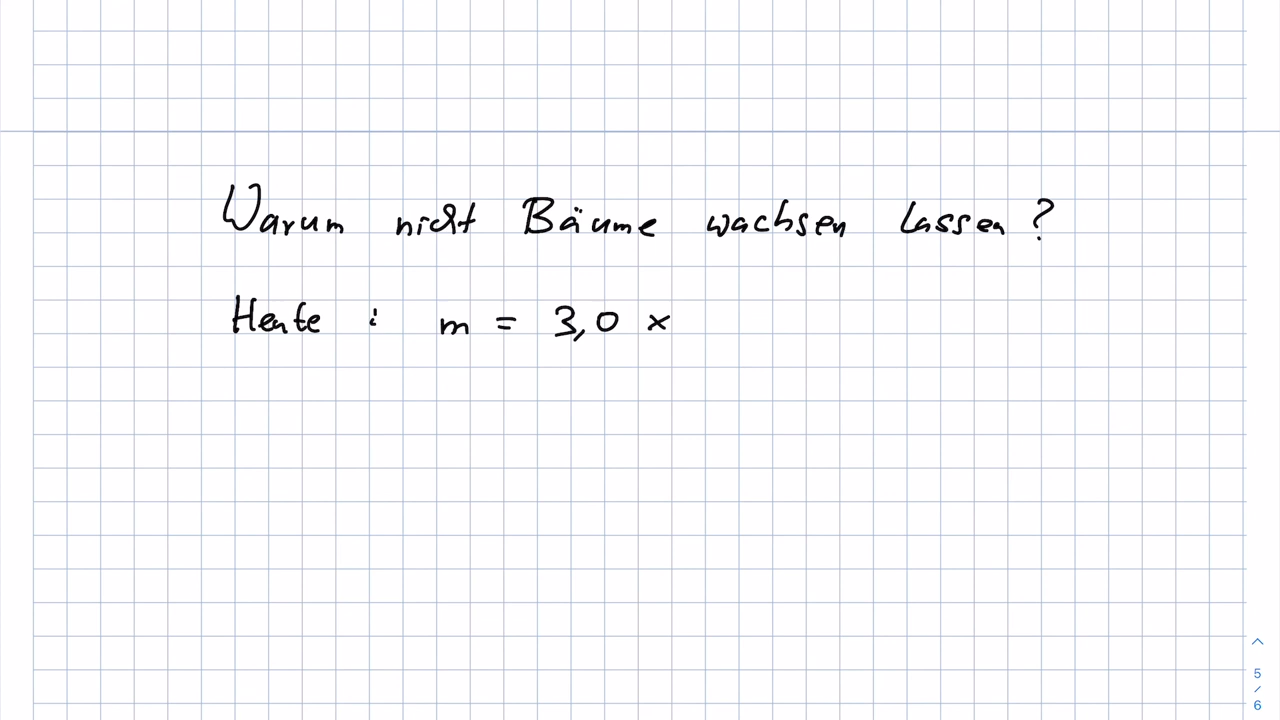 Warum nicht Bäume wachsen lassen?
Heute : m = 3,0 ×
5
/
6